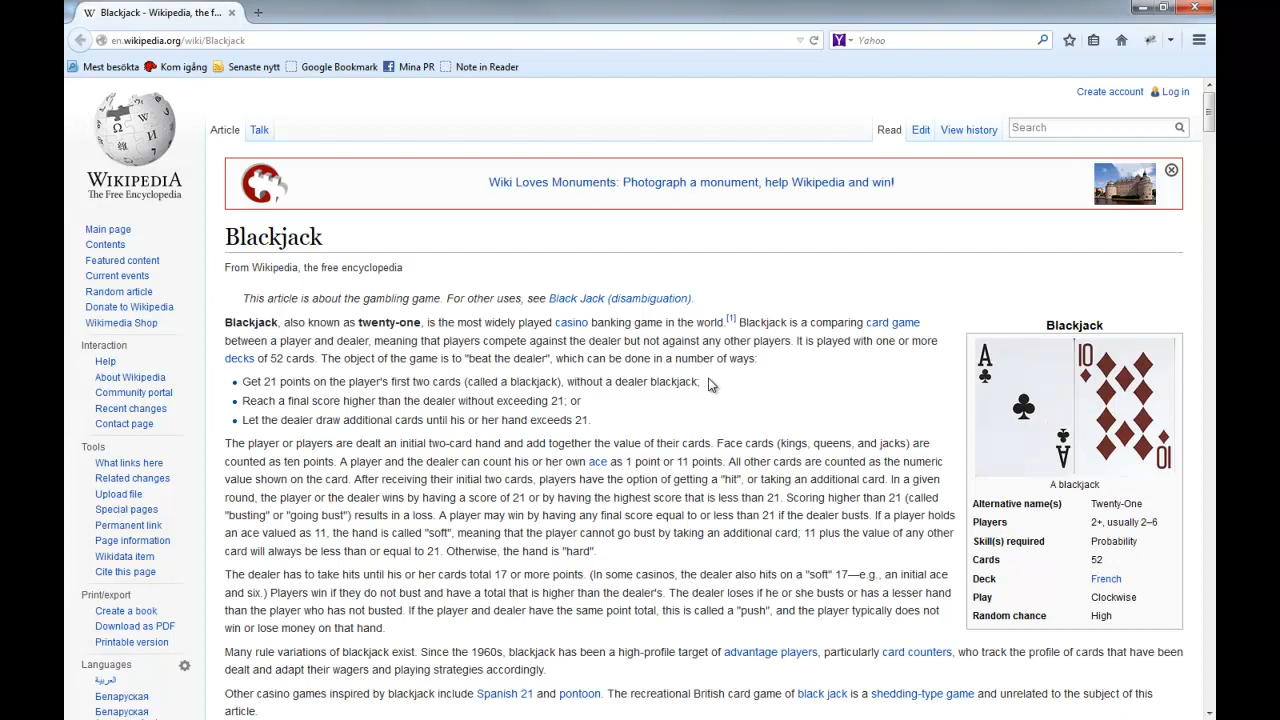 Blackjack - Wikipedia, the f...
en.wikipedia.org/wiki/Blackjack
Yahoo
Mest besökta Kom igång Senaste nytt Google Bookmark Mina PR Note in Reader
Create account Log in
Article Talk Read Edit View history Search
WIKIPEDIA
The Free Encyclopedia
Wiki Loves Monuments: Photograph a monument, help Wikipedia and win!
Main page
Contents
Featured content
Current events
Random article
Donate to Wikipedia
Wikimedia Shop
Interaction
Help
About Wikipedia
Community portal
Recent changes
Contact page
Tools
What links here
Related changes
Upload file
Special pages
Permanent link
Page information
Wikidata item
Cite this page
Print/export
Create a book
Download as PDF
Printable version
Languages
العربية
Беларуская
Беларуская
Blackjack
From Wikipedia, the free encyclopedia
This article is about the gambling game. For other uses, see Black Jack (disambiguation).
Blackjack, also known as twenty-one, is the most widely played casino banking game in the world.[1] Blackjack is a comparing card game
between a player and dealer, meaning that players compete against the dealer but not against any other players. It is played with one or more
decks of 52 cards. The object of the game is to "beat the dealer", which can be done in a number of ways:
Get 21 points on the player's first two cards (called a blackjack), without a dealer blackjack;
Reach a final score higher than the dealer without exceeding 21; or
Let the dealer draw additional cards until his or her hand exceeds 21.
The player or players are dealt an initial two-card hand and add together the value of their cards. Face cards (kings, queens, and jacks) are
counted as ten points. A player and the dealer can count his or her own ace as 1 point or 11 points. All other cards are counted as the numeric
value shown on the card. After receiving their initial two cards, players have the option of getting a "hit", or taking an additional card. In a given
round, the player or the dealer wins by having a score of 21 or by having the highest score that is less than 21. Scoring higher than 21 (called
"busting" or "going bust") results in a loss. A player may win by having any final score equal to or less than 21 if the dealer busts. If a player holds
an ace valued as 11, the hand is called "soft", meaning that the player cannot go bust by taking an additional card; 11 plus the value of any other
card will always be less than or equal to 21. Otherwise, the hand is "hard".
The dealer has to take hits until his or her cards total 17 or more points. (In some casinos, the dealer also hits on a "soft" 17—e.g., an initial ace
and six.) Players win if they do not bust and have a total that is higher than the dealer's. The dealer loses if he or she busts or has a lesser hand
than the player who has not busted. If the player and dealer have the same point total, this is called a "push", and the player typically does not
win or lose money on that hand.
Many rule variations of blackjack exist. Since the 1960s, blackjack has been a high-profile target of advantage players, particularly card counters, who track the profile of cards that have been
dealt and adapt their wagers and playing strategies accordingly.
Other casino games inspired by blackjack include Spanish 21 and pontoon. The recreational British card game of black jack is a shedding-type game and unrelated to the subject of this
article.
Blackjack
A 10
A 10
A blackjack
Alternative name(s) Twenty-One
Players 2+, usually 2–6
Skill(s) required Probability
Cards 52
Deck French
Play Clockwise
Random chance High